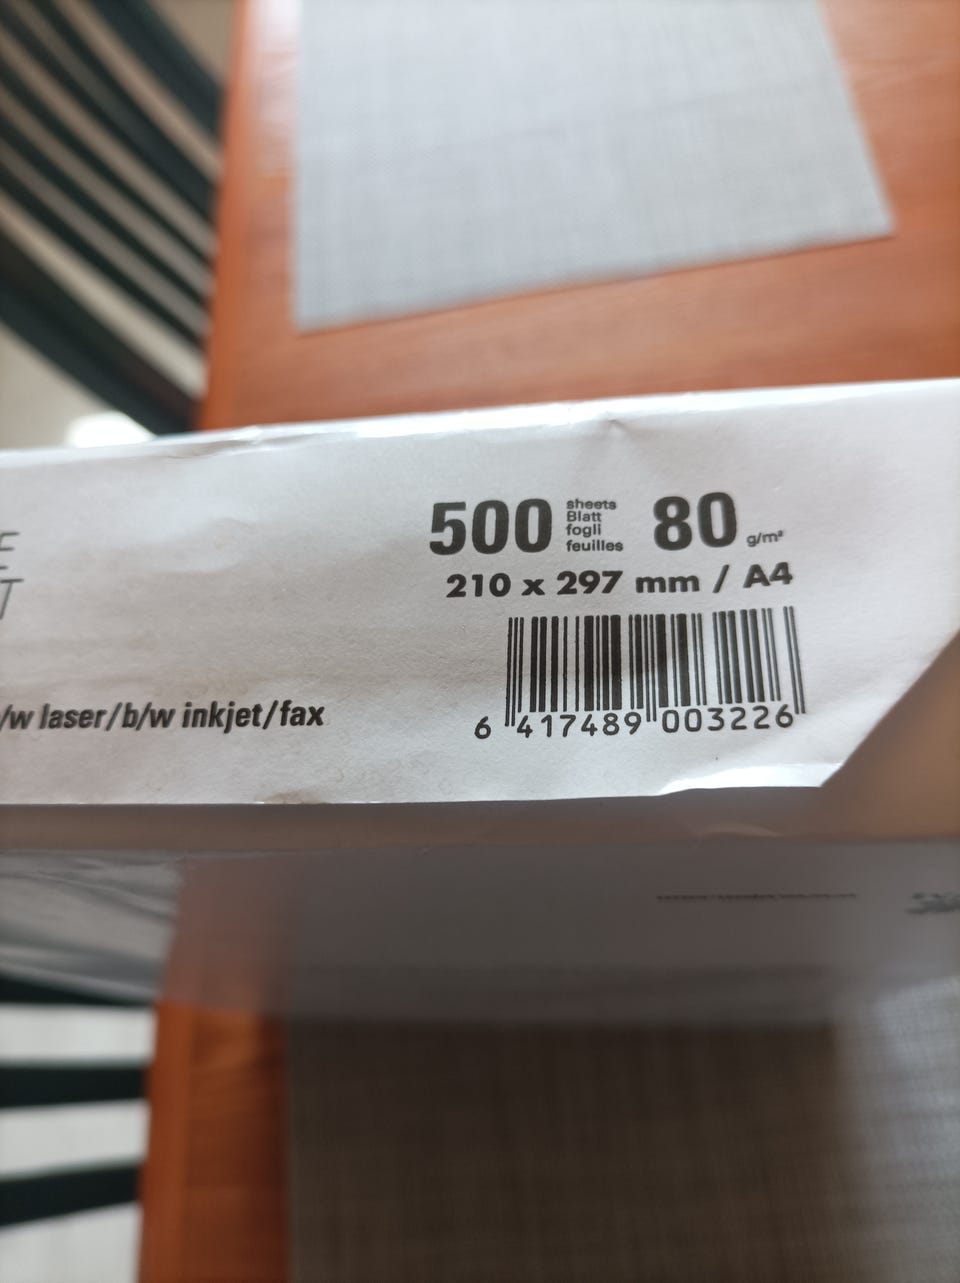 500 sheets
Blatt
fogli
feuilles
80 g/m²
210 x 297 mm / A4
/w laser/b/w inkjet/fax
6 417489 003226